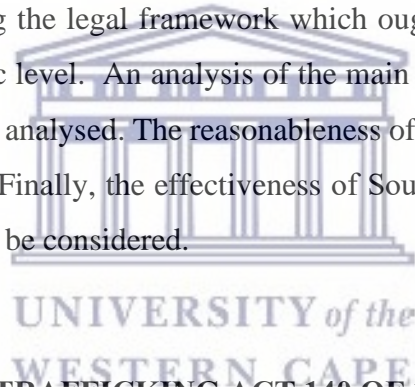 g the legal framework which oug
c level. An analysis of the main
analysed. The reasonableness of
Finally, the effectiveness of Sou
be considered.
UNIVERSITY of the
WESTERN CAPE
TRAFFICKING ACT 140 OF